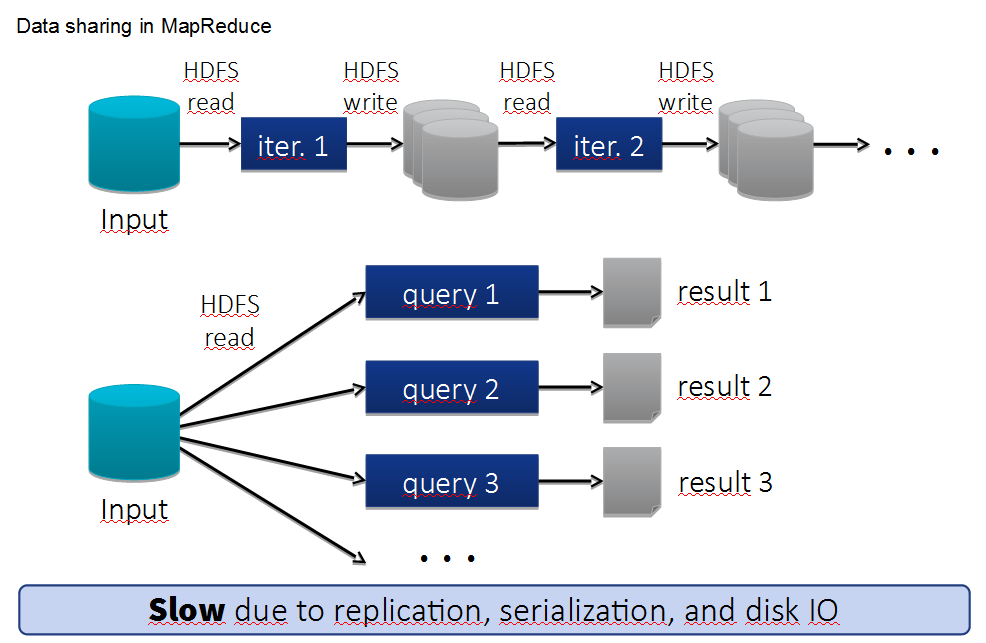 Data sharing in MapReduce
HDFS
read
HDFS
write
HDFS
read
HDFS
write
iter. 1
iter. 2
. . .
Input
HDFS
read
query 1
result 1
query 2
result 2
query 3
result 3
Input
. . .
Slow due to replication, serialization, and disk IO